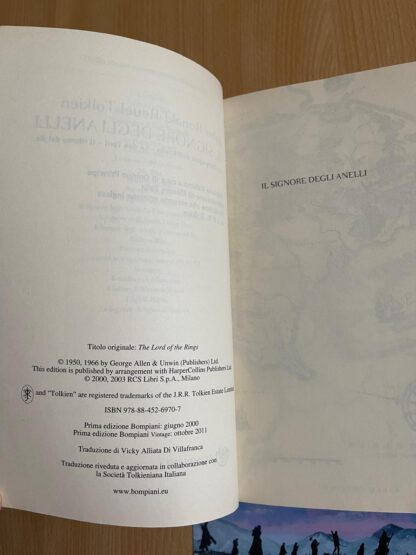 Titolo originale: The Lord of the Rings
© 1950, 1966 by George Allen & Unwin (Publishers) Ltd.
This edition is published by arrangement with HarperCollins Publishers Ltd
© 2000, 2003 RCS Libri S.p.A., Milano
and "Tolkien" are registered trademarks of the J.R.R. Tolkien Estate Limited
ISBN 978-88-452-6970-7
Prima edizione Bompiani: giugno 2000
Prima edizione Bompiani Vintage: ottobre 2011
Traduzione di Vicky Alliata Di Villafranca
Traduzione riveduta e aggiornata in collaborazione con
la Società Tolkieniana Italiana
www.bompiani.eu
IL SIGNORE DEGLI ANELLI